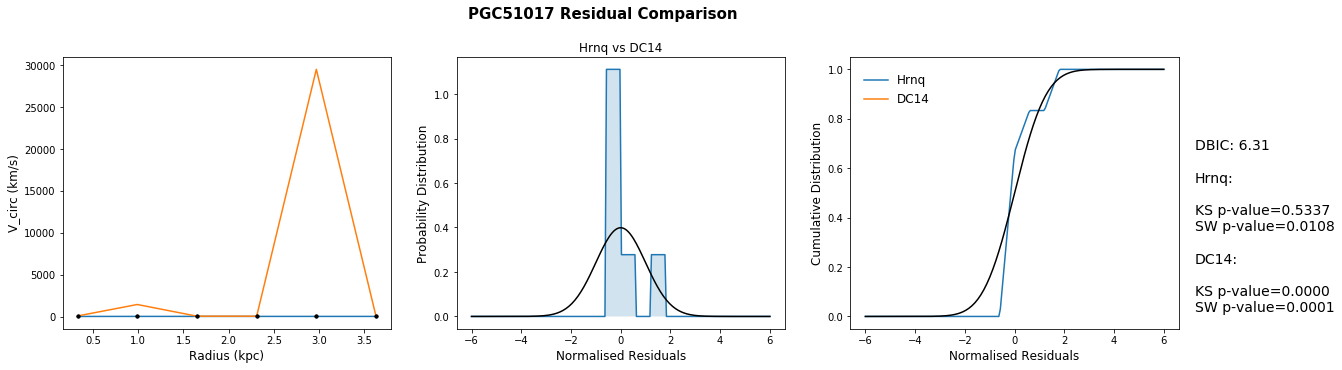 PGC51017 Residual Comparison
V_circ (km/s)
30000
25000
20000
15000
10000
5000
0
0.5 1.0 1.5 2.0 2.5 3.0 3.5
Radius (kpc)
Hrnq vs DC14
Probability Distribution
1.0
0.8
0.6
0.4
0.2
0.0
−6 −4 −2 0 2 4 6
Normalised Residuals
Cumulative Distribution
1.0
0.8
0.6
0.4
0.2
0.0
Hrnq
DC14
−6 −4 −2 0 2 4 6
Normalised Residuals
DBIC: 6.31
Hrnq:
KS p-value=0.5337
SW p-value=0.0108
DC14:
KS p-value=0.0000
SW p-value=0.0001